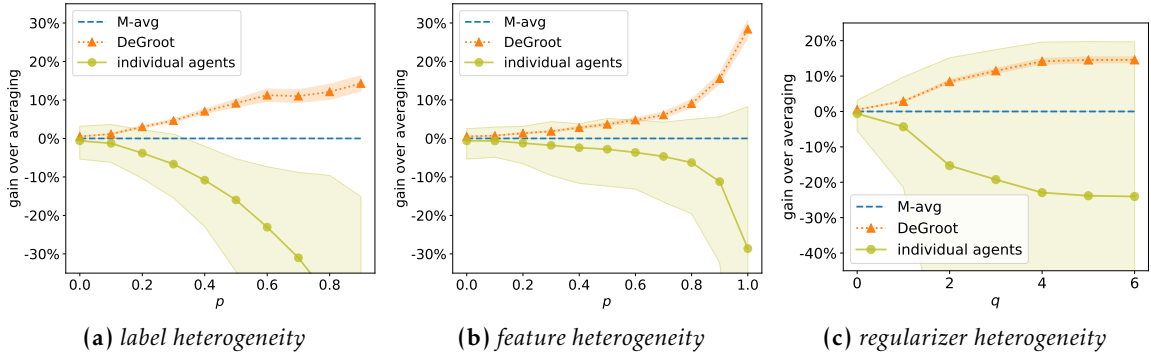 gain over averaging
30%
20%
10%
0%
-10%
-20%
-30%
M-avg
DeGroot
individual agents
0.0 0.2 0.4 0.6 0.8
p
(a) label heterogeneity
gain over averaging
30%
20%
10%
0%
-10%
-20%
-30%
M-avg
DeGroot
individual agents
0.0 0.2 0.4 0.6 0.8 1.0
p
(b) feature heterogeneity
gain over averaging
20%
10%
0%
-10%
-20%
-30%
-40%
M-avg
DeGroot
individual agents
0 2 4 6
q
(c) regularizer heterogeneity